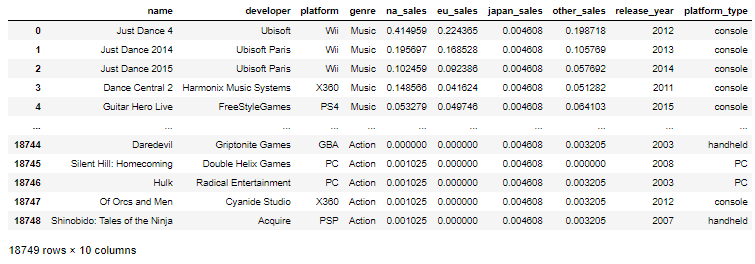 name developer platform genre na_sales eu_sales japan_sales other_sales release_year platform_type
0 Just Dance 4 Ubisoft Wii Music 0.414959 0.224365 0.004608 0.198718 2012 console
1 Just Dance 2014 Ubisoft Paris Wii Music 0.195697 0.168528 0.004608 0.105769 2013 console
2 Just Dance 2015 Ubisoft Paris Wii Music 0.102459 0.092386 0.004608 0.057692 2014 console
3 Dance Central 2 Harmonix Music Systems X360 Music 0.148566 0.041624 0.004608 0.051282 2011 console
4 Guitar Hero Live FreeStyleGames PS4 Music 0.053279 0.049746 0.004608 0.064103 2015 console
... ... ... ... ... ... ... ... ... ... ...
18744 Daredevil Griptonite Games GBA Action 0.000000 0.000000 0.004608 0.003205 2003 handheld
18745 Silent Hill: Homecoming Double Helix Games PC Action 0.001025 0.000000 0.004608 0.000000 2008 PC
18746 Hulk Radical Entertainment PC Action 0.001025 0.000000 0.004608 0.003205 2003 PC
18747 Of Orcs and Men Cyanide Studio X360 Action 0.001025 0.000000 0.004608 0.003205 2012 console
18748 Shinobido: Tales of the Ninja Acquire PSP Action 0.001025 0.000000 0.004608 0.003205 2007 handheld
18749 rows × 10 columns